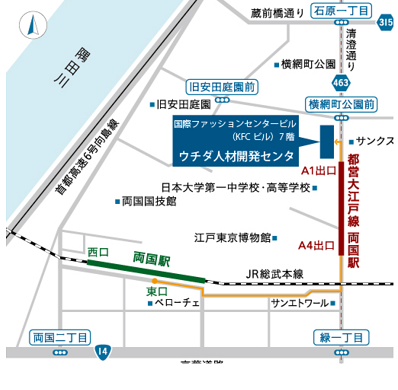 石原一丁目
蔵前橋通り
315
清澄通り
隅田川
横網町公園
463
旧安田庭園前
旧安田庭園
横網町公園前
国際ファッションセンタービル
(KFC ビル) 7階
ウチダ人材開発センタ
サンクス
首都高速6号向島線
A1出口
都営大江戸線 両国駅
日本大学第一中学校・高等学校
両国国技館
江戸東京博物館
A4出口
西口
両国駅
JR総武本線
東口
ベローチェ
サンエトワール
両国二丁目
14
緑一丁目
京葉道路